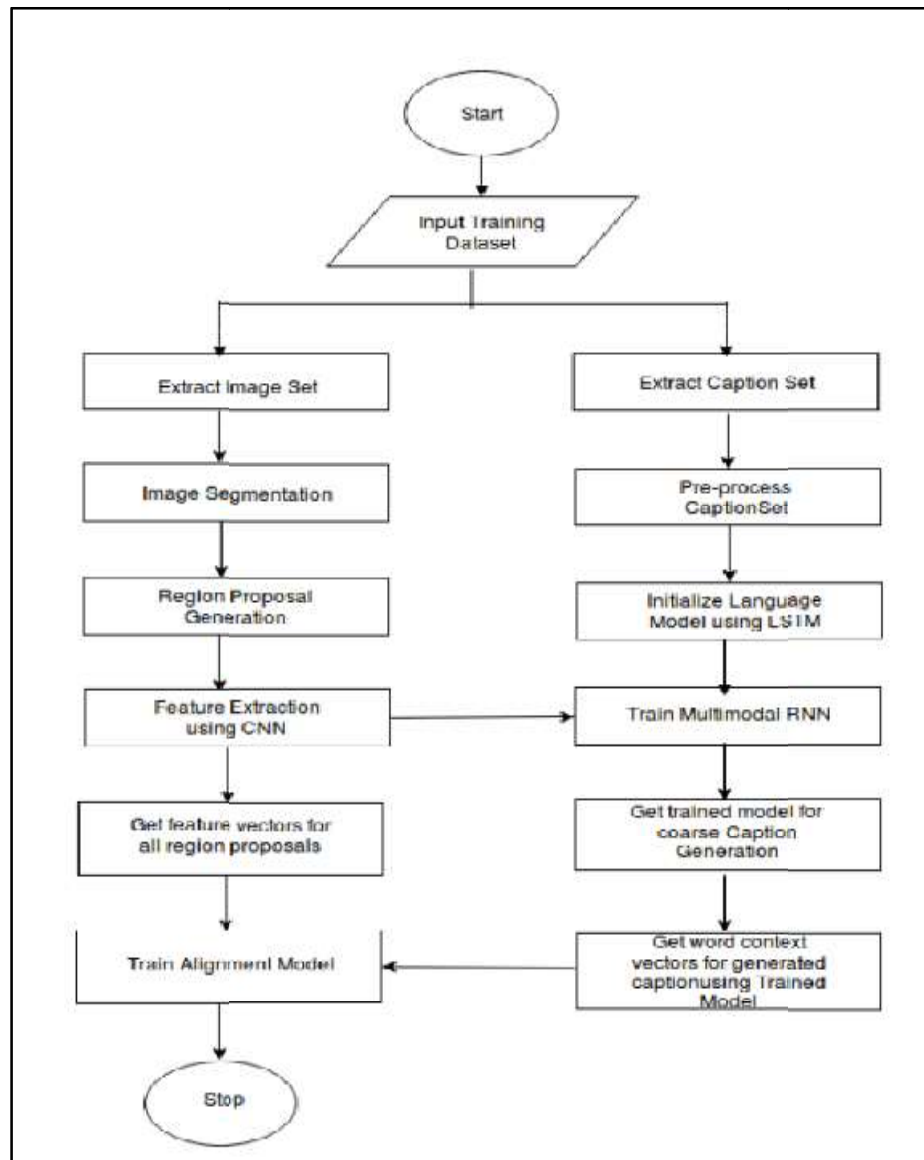 Start
Input Training
Dataset
Extract Image Set
Extract Caption Set
Image Segmentation
Pre-process
CaptionSet
Region Proposal
Generation
Initialize Language
Model using LSTM
Feature Extraction
using CNN
Train Multimodal RNN
Get feature vectors for
all region proposals
Get trained model for
coarse Caption
Generation
Train Alignment Model
Get word context
vectors for generated
captionusing Trained
Model
Stop